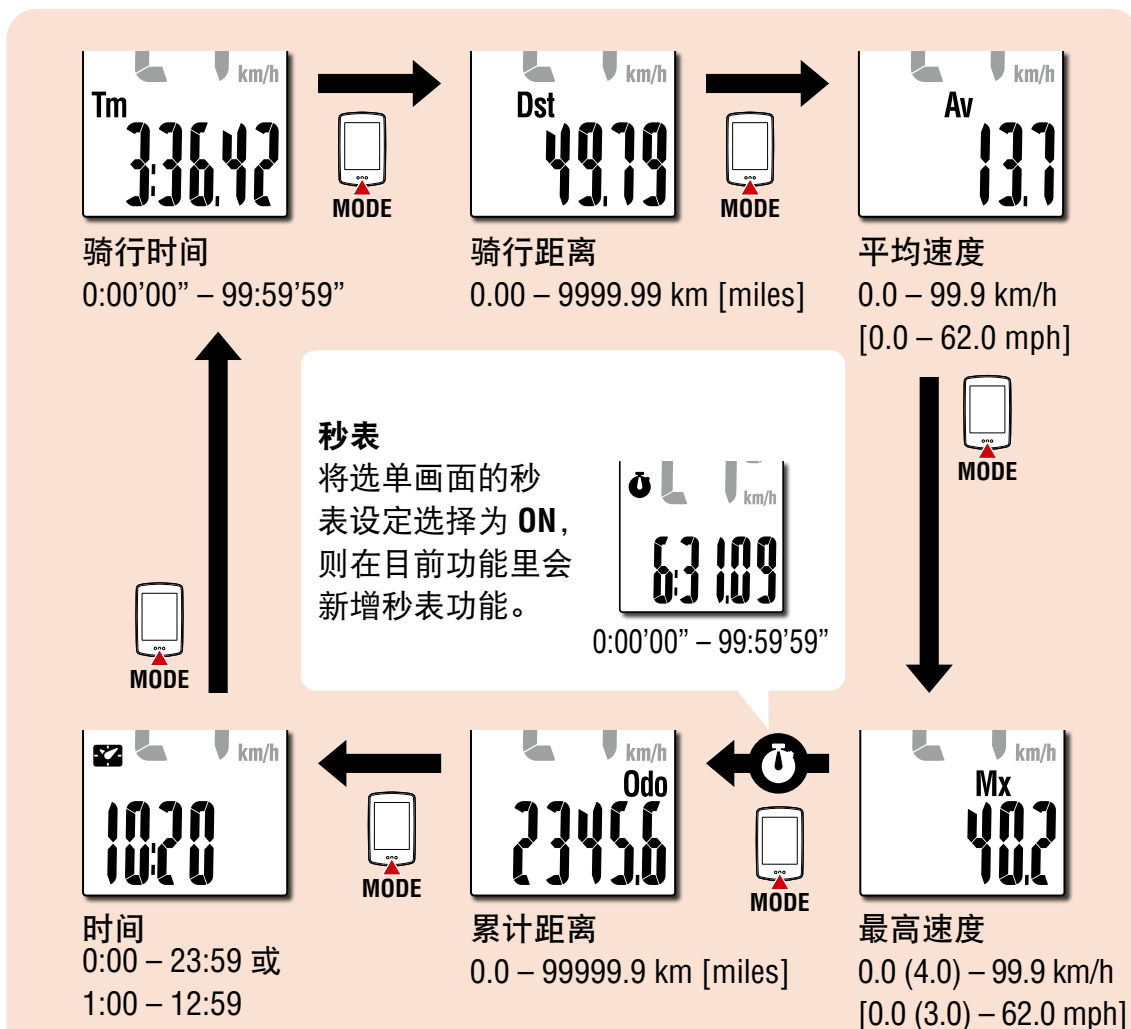 km/h
Tm
3:36.42
MODE
骑行时间
0:00’00” – 99:59’59”
km/h
Dst
49.79
MODE
骑行距离
0.00 – 9999.99 km [miles]
km/h
Av
13.7
平均速度
0.0 – 99.9 km/h
[0.0 – 62.0 mph]
MODE
秒表
将选单画面的秒
表设定选择为 ON，
则在目前功能里会
新增秒表功能。
km/h
6:31.09
0:00’00” – 99:59’59”
MODE
km/h
10:20
时间
0:00 – 23:59 或
1:00 – 12:59
MODE
km/h
Odo
2345.6
累计距离
0.0 – 99999.9 km [miles]
MODE
km/h
Mx
40.2
最高速度
0.0 (4.0) – 99.9 km/h
[0.0 (3.0) – 62.0 mph]